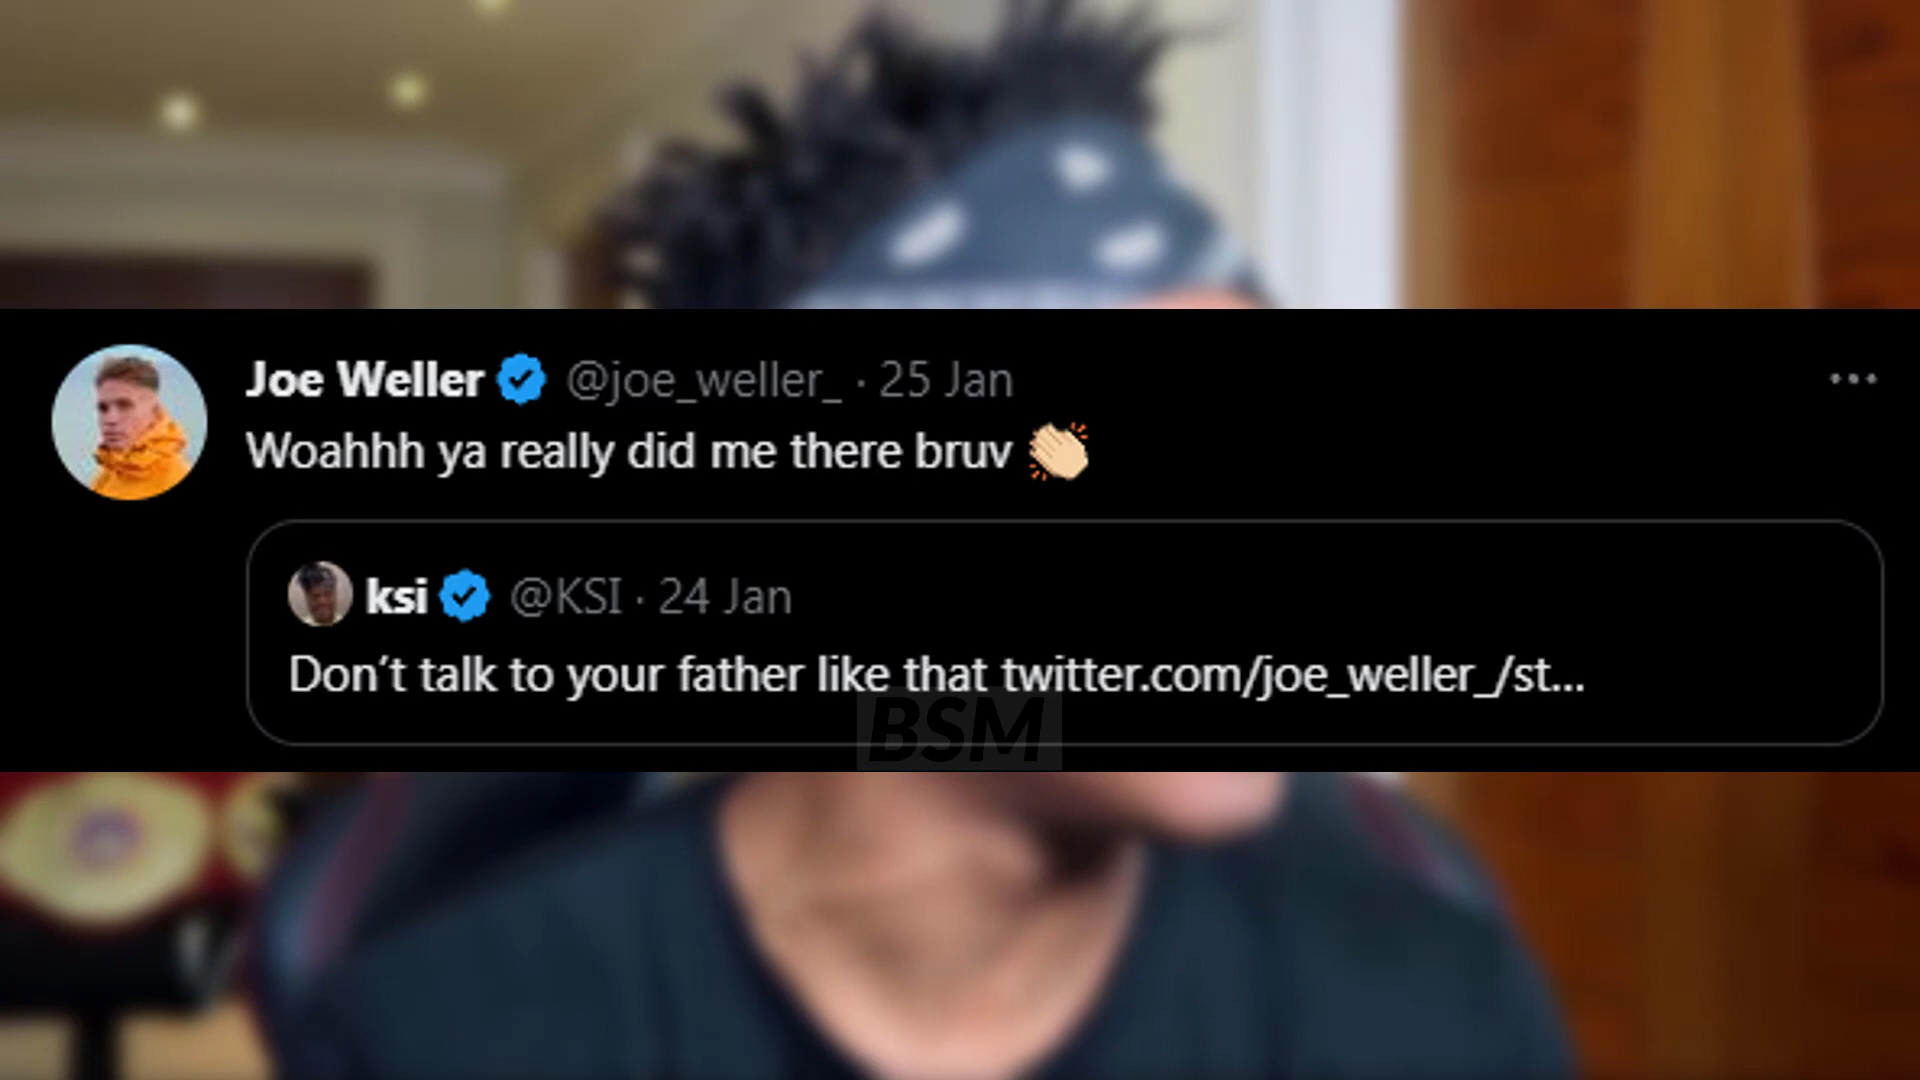 Joe Weller @joe_weller_ · 25 Jan
Woahhh ya really did me there bruv 👏🏻
ksi @KSI · 24 Jan
Don’t talk to your father like that twitter.com/joe_weller_/st...
BSM